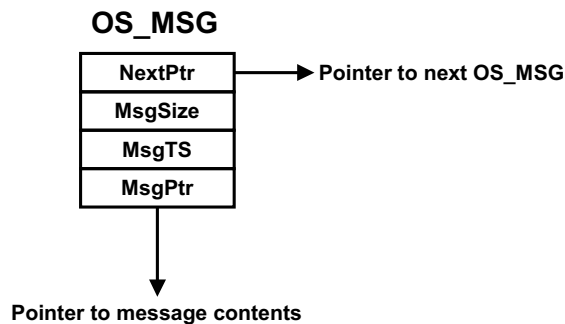 OS_MSG
NextPtr
Pointer to next OS_MSG
MsgSize
MsgTS
MsgPtr
Pointer to message contents